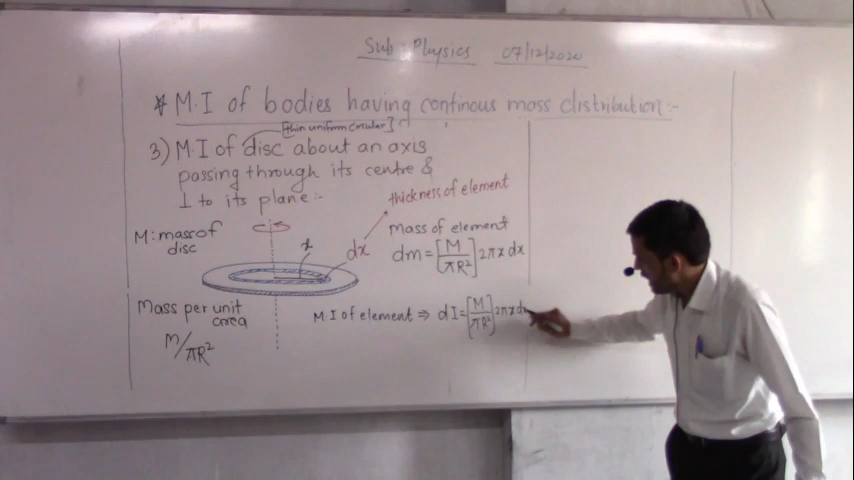 Sub : Physics 07/12/2020
* M.I of bodies having continous mass distribution :-
[thin uniform circular]
3) M.I of disc about an axis
passing through its centre &
⊥ to its plane :-
thickness of element
M: mass of
disc
x
dx
Mass of element
dm = [M/πR²] 2πx dx
Mass per unit
area
M/πR²
M.I of element ⇒ dI = [M/πR²] 2πx dx